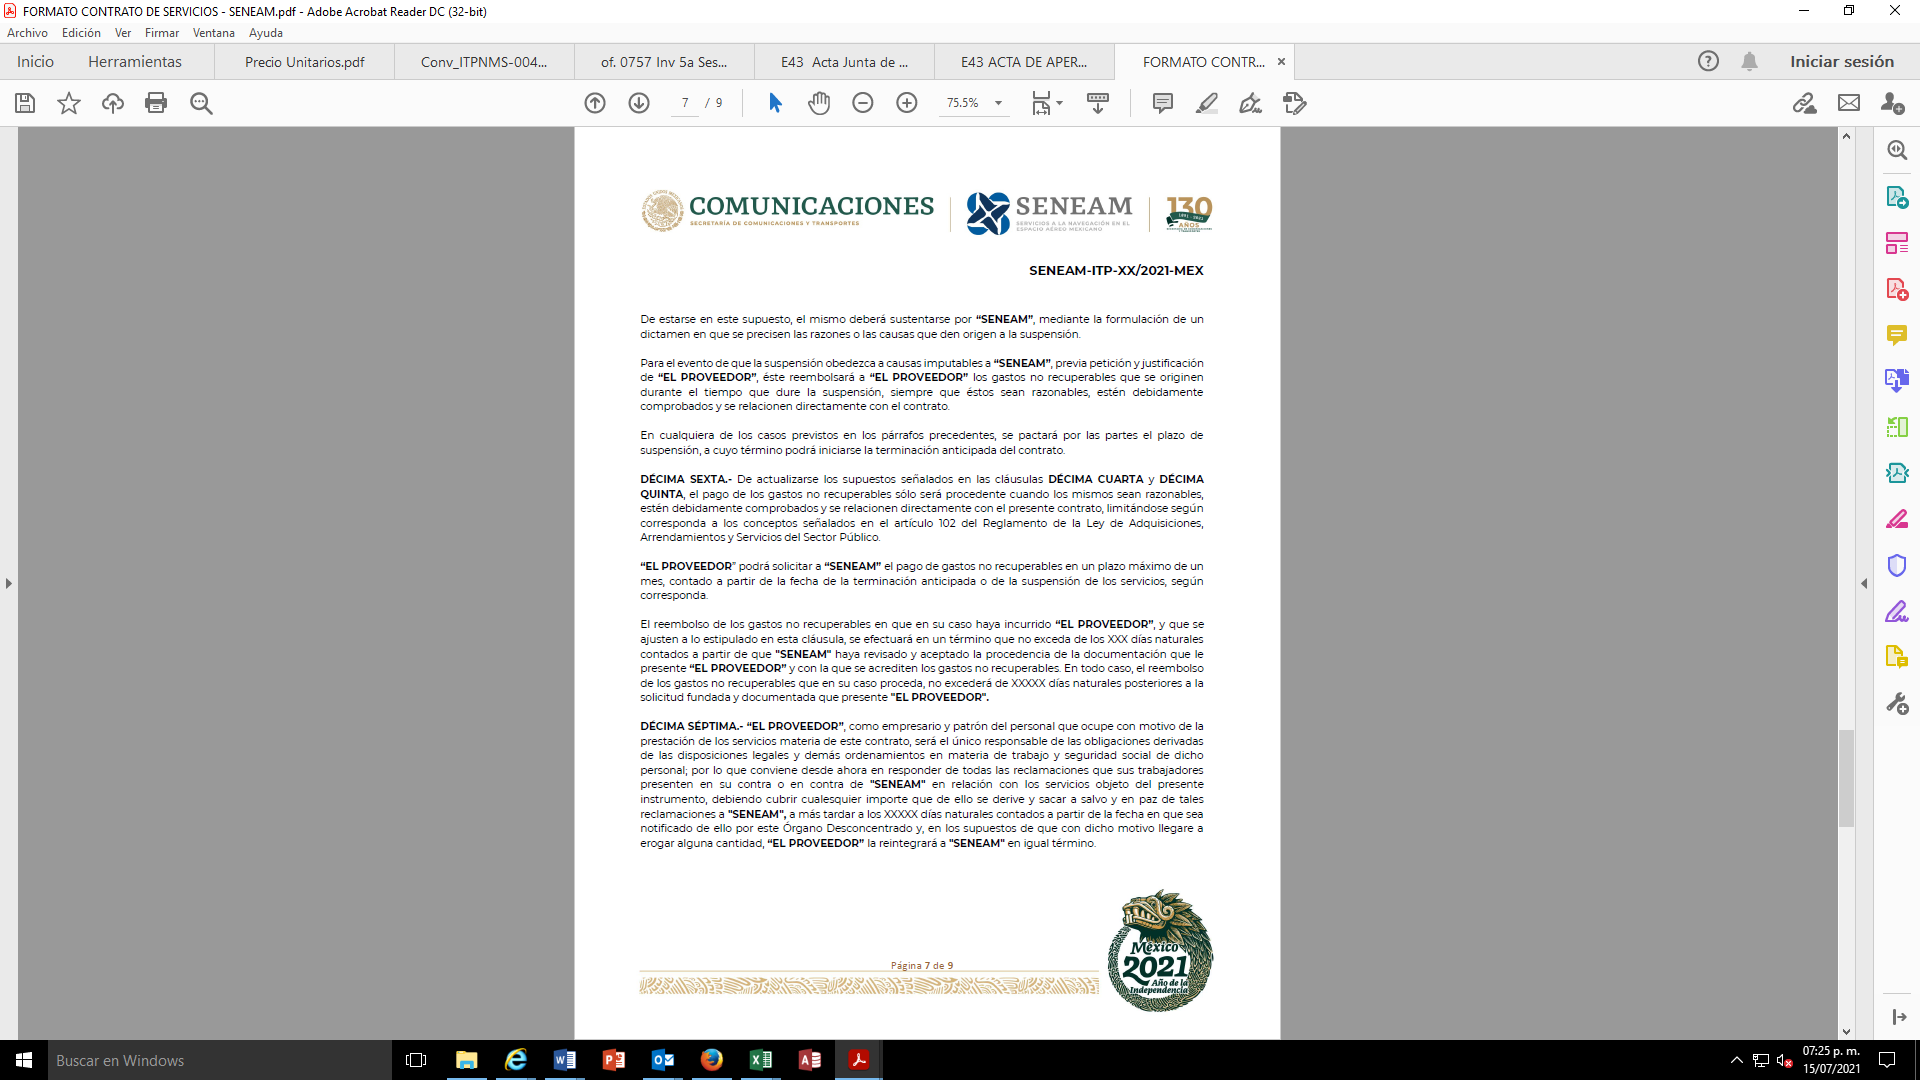 FORMATO CONTRATO DE SERVICIOS - SENEAM.pdf - Adobe Acrobat Reader DC (32-bit)
Archivo Edición Ver Firmar Ventana Ayuda
Inicio Herramientas Precio Unitarios.pdf Conv_ITPNMS-004... of. 0757 Inv 5a Ses... E43 Acta Junta de ... E43 ACTA DE APER... FORMATO CONTR... Iniciar sesión
7 / 9 75.5%
COMUNICACIONES
SECRETARÍA DE COMUNICACIONES Y TRANSPORTES
SENEAM
SERVICIOS A LA NAVEGACIÓN EN EL
ESPACIO AÉREO MEXICANO
130
1891 - 2021
AÑOS
SENEAM-ITP-XX/2021-MEX
De estarse en este supuesto, el mismo deberá sustentarse por “SENEAM”, mediante la formulación de un
dictamen en que se precisen las razones o las causas que den origen a la suspensión.
Para el evento de que la suspensión obedezca a causas imputables a “SENEAM”, previa petición y justificación
de “EL PROVEEDOR”, éste reembolsará a “EL PROVEEDOR” los gastos no recuperables que se originen
durante el tiempo que dure la suspensión, siempre que éstos sean razonables, estén debidamente
comprobados y se relacionen directamente con el contrato.
En cualquiera de los casos previstos en los párrafos precedentes, se pactará por las partes el plazo de
suspensión, a cuyo término podrá iniciarse la terminación anticipada del contrato.
DÉCIMA SEXTA.- De actualizarse los supuestos señalados en las cláusulas DÉCIMA CUARTA y DÉCIMA
QUINTA, el pago de los gastos no recuperables sólo será procedente cuando los mismos sean razonables,
estén debidamente comprobados y se relacionen directamente con el presente contrato, limitándose según
corresponda a los conceptos señalados en el artículo 102 del Reglamento de la Ley de Adquisiciones,
Arrendamientos y Servicios del Sector Público.
“EL PROVEEDOR” podrá solicitar a “SENEAM” el pago de gastos no recuperables en un plazo máximo de un
mes, contado a partir de la fecha de la terminación anticipada o de la suspensión de los servicios, según
corresponda.
El reembolso de los gastos no recuperables en que en su caso haya incurrido “EL PROVEEDOR”, y que se
ajusten a lo estipulado en esta cláusula, se efectuará en un término que no exceda de los XXX días naturales
contados a partir de que "SENEAM" haya revisado y aceptado la procedencia de la documentación que le
presente “EL PROVEEDOR” y con la que se acrediten los gastos no recuperables. En todo caso, el reembolso
de los gastos no recuperables que en su caso proceda, no excederá de XXXXX días naturales posteriores a la
solicitud fundada y documentada que presente "EL PROVEEDOR".
DÉCIMA SÉPTIMA.- “EL PROVEEDOR”, como empresario y patrón del personal que ocupe con motivo de la
prestación de los servicios materia de este contrato, será el único responsable de las obligaciones derivadas
de las disposiciones legales y demás ordenamientos en materia de trabajo y seguridad social de dicho
personal; por lo que conviene desde ahora en responder de todas las reclamaciones que sus trabajadores
presenten en su contra o en contra de "SENEAM" en relación con los servicios objeto del presente
instrumento, debiendo cubrir cualesquier importe que de ello se derive y sacar a salvo y en paz de tales
reclamaciones a "SENEAM", a más tardar a los XXXXX días naturales contados a partir de la fecha en que sea
notificado de ello por este Órgano Desconcentrado y, en los supuestos de que con dicho motivo llegare a
erogar alguna cantidad, “EL PROVEEDOR” la reintegrará a "SENEAM" en igual término.
Página 7 de 9
México
2021
Año de la
Independencia
Buscar en Windows
07:25 p. m.
15/07/2021